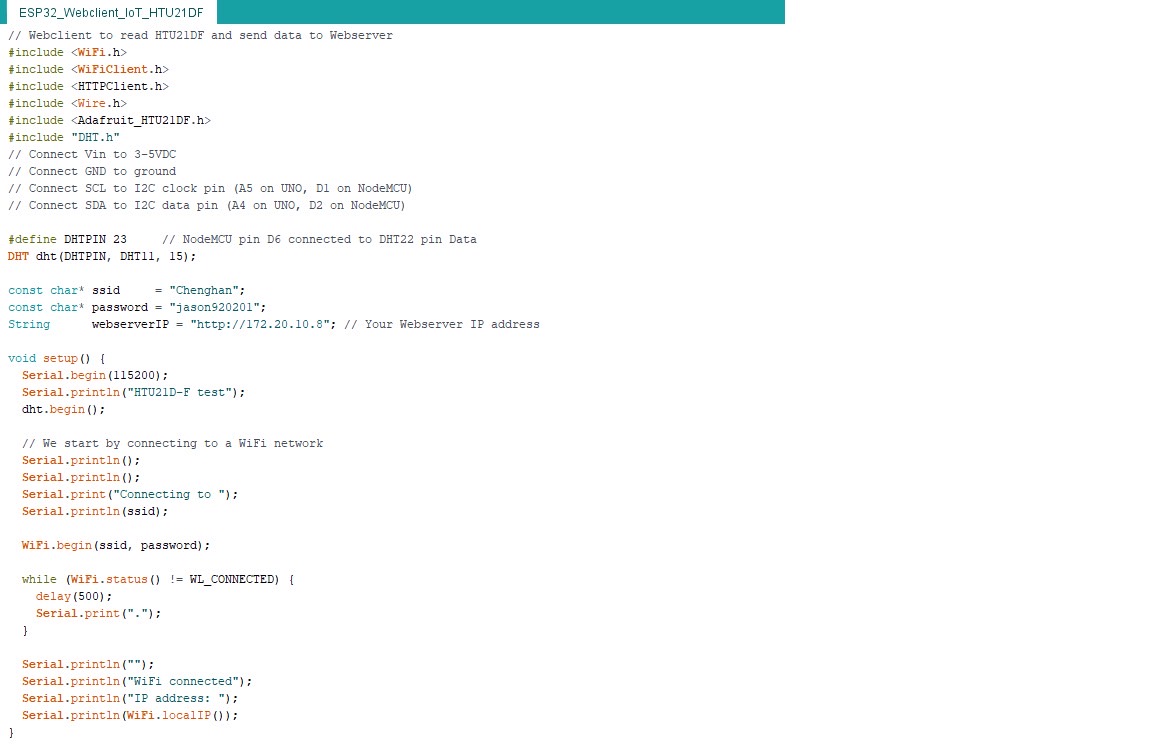 ESP32_Webclient_IoT_HTU21DF
// Webclient to read HTU21DF and send data to Webserver
#include <WiFi.h>
#include <WiFiClient.h>
#include <HTTPClient.h>
#include <Wire.h>
#include <Adafruit_HTU21DF.h>
#include "DHT.h"
// Connect Vin to 3-5VDC
// Connect GND to ground
// Connect SCL to I2C clock pin (A5 on UNO, D1 on NodeMCU)
// Connect SDA to I2C data pin (A4 on UNO, D2 on NodeMCU)
#define DHTPIN 23     // NodeMCU pin D6 connected to DHT22 pin Data
DHT dht(DHTPIN, DHT11, 15);
const char* ssid     = "Chenghan";
const char* password = "jason920201";
String      webserverIP = "http://172.20.10.8"; // Your Webserver IP address
void setup() {
  Serial.begin(115200);
  Serial.println("HTU21D-F test");
  dht.begin();
  // We start by connecting to a WiFi network
  Serial.println();
  Serial.println();
  Serial.print("Connecting to ");
  Serial.println(ssid);
  WiFi.begin(ssid, password);
  while (WiFi.status() != WL_CONNECTED) {
    delay(500);
    Serial.print(".");
  }
  Serial.println("");
  Serial.println("WiFi connected");
  Serial.println("IP address: ");
  Serial.println(WiFi.localIP());
}